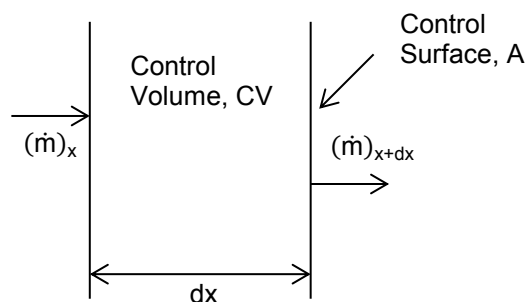 Control
Volume, CV
Control
Surface, A
(ṁ)x
(ṁ)x+dx
dx